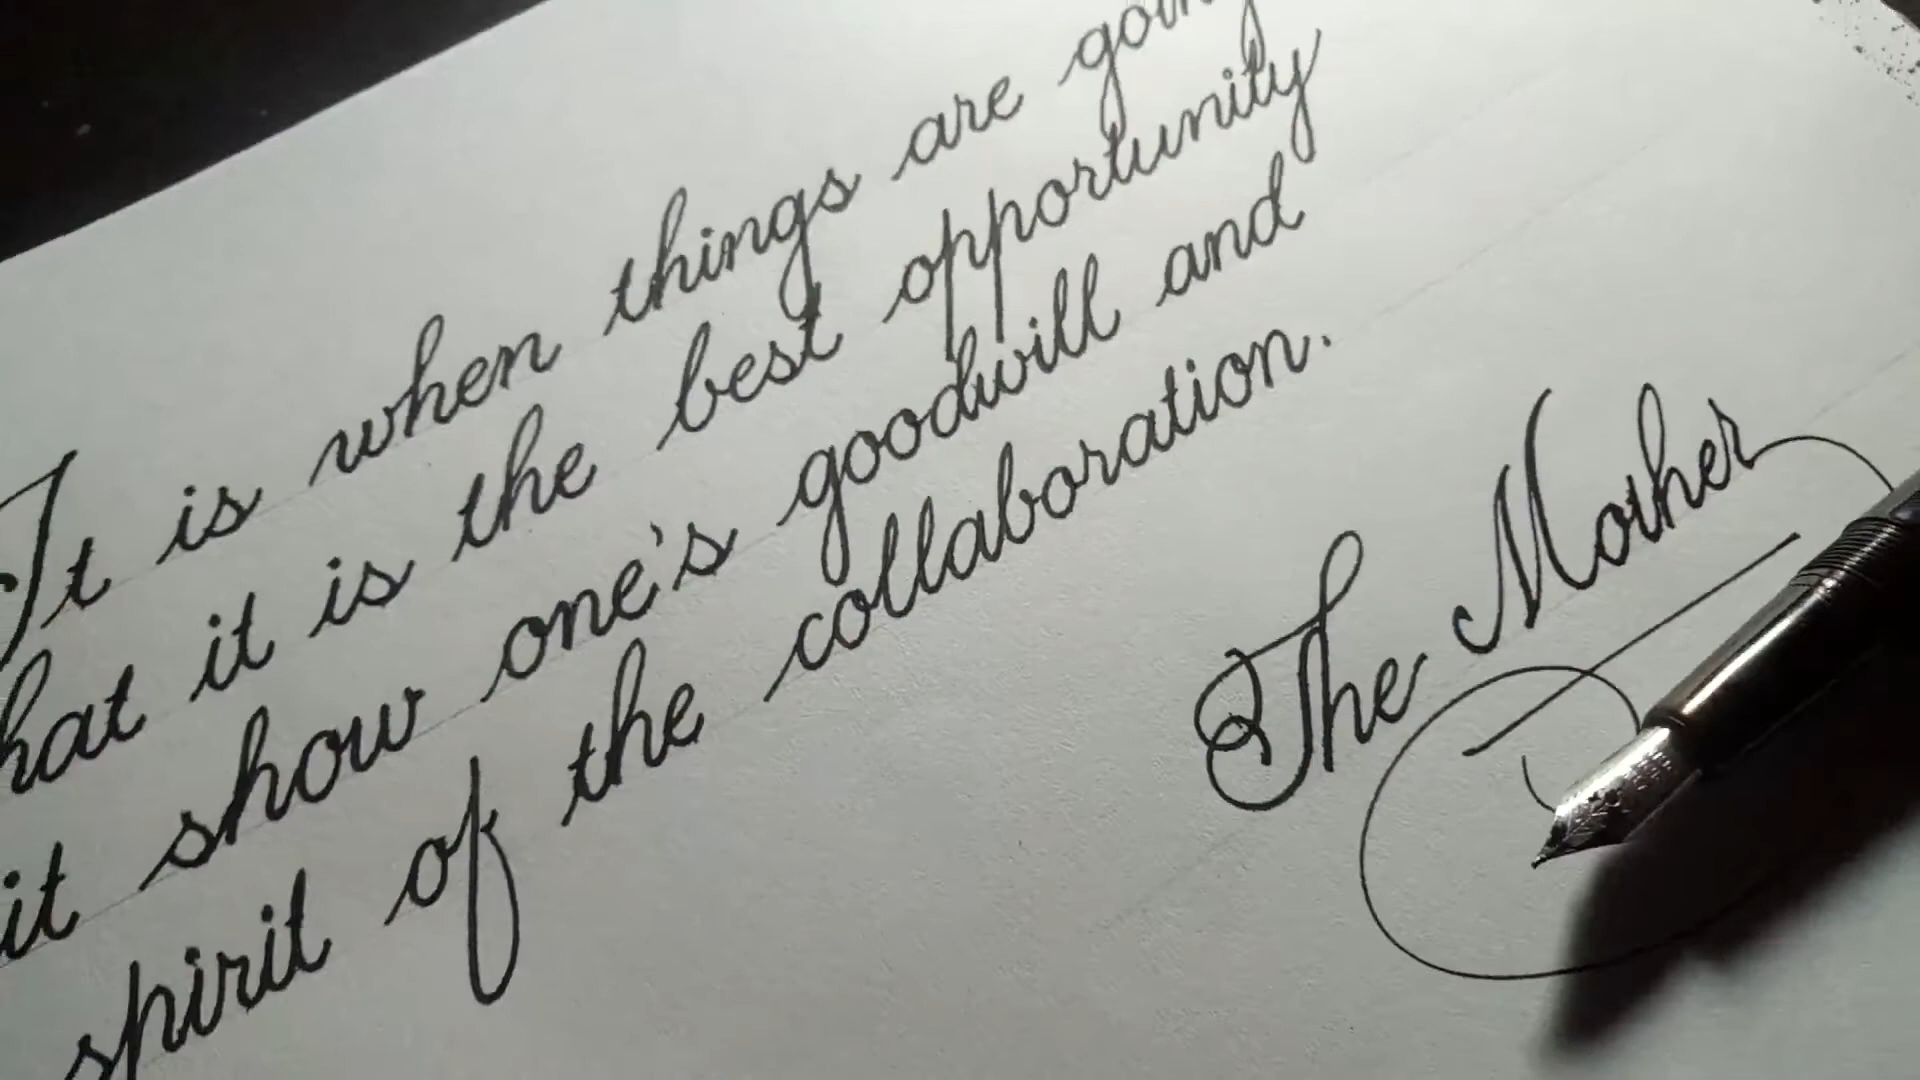 It is when things are going
hat it is the best opportunity
it show one's goodwill and
spirit of the collaboration.
The Mother